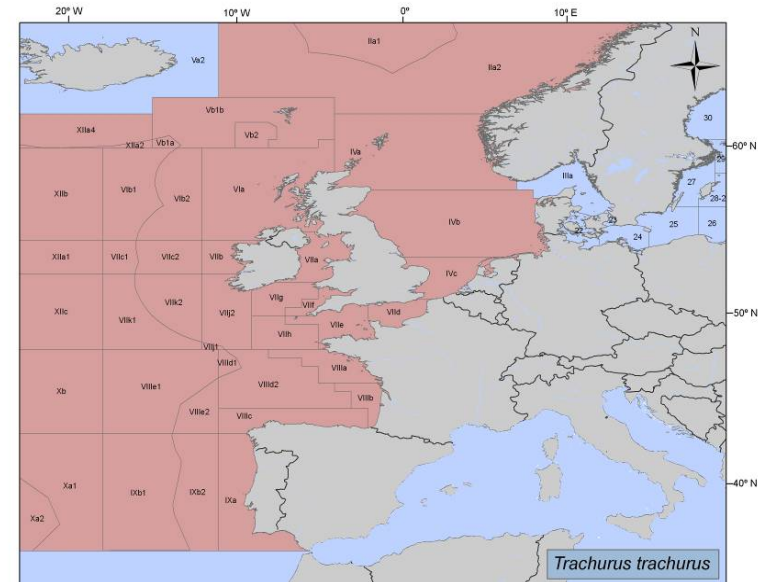 20° W
10° W
0° C
10° E
N
IIa1
Va2
IIa2
Vb1b
30
XIIa4
Vb2
XIIa2
Vb1a
IVa
60° N
IIIa
27
28-2
XIIb
VIb1
VIb2
VIa
IVb
22
23
24
25
26
XIIa1
VIIc1
VIIc2
VIIb
VIIa
IVc
XIIc
VIIk1
VIIk2
VIIj2
VIIg
VIIf
VIIh
VIIe
VIId
50° N
VIIj1
VIIId1
VIIIa
Xb
VIIIe1
VIIId2
VIIIb
VIIIe2
VIIIc
Xa1
IXb1
IXb2
IXa
40° N
Xa2
Trachurus trachurus